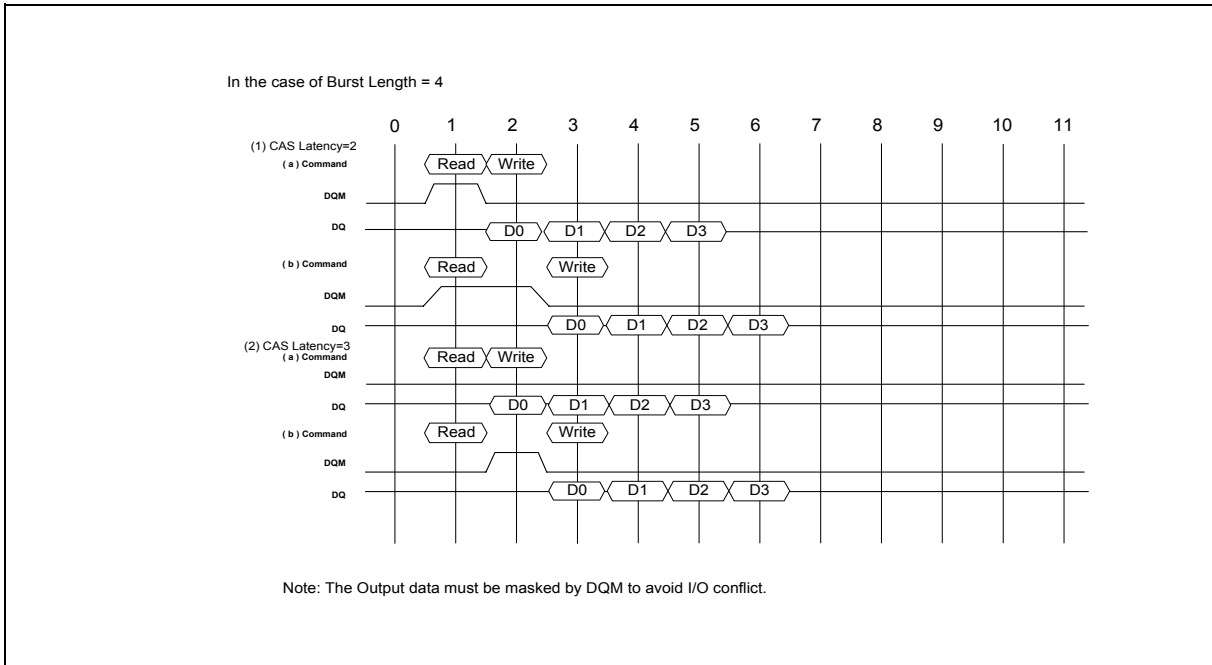 In the case of Burst Length = 4
0 1 2 3 4 5 6 7 8 9 10 11
(1) CAS Latency=2
( a ) Command Read Write
DQM
DQ D0 D1 D2 D3
( b ) Command Read Write
DQM
DQ D0 D1 D2 D3
(2) CAS Latency=3
( a ) Command Read Write
DQM
DQ D0 D1 D2 D3
( b ) Command Read Write
DQM
DQ D0 D1 D2 D3
Note: The Output data must be masked by DQM to avoid I/O conflict.